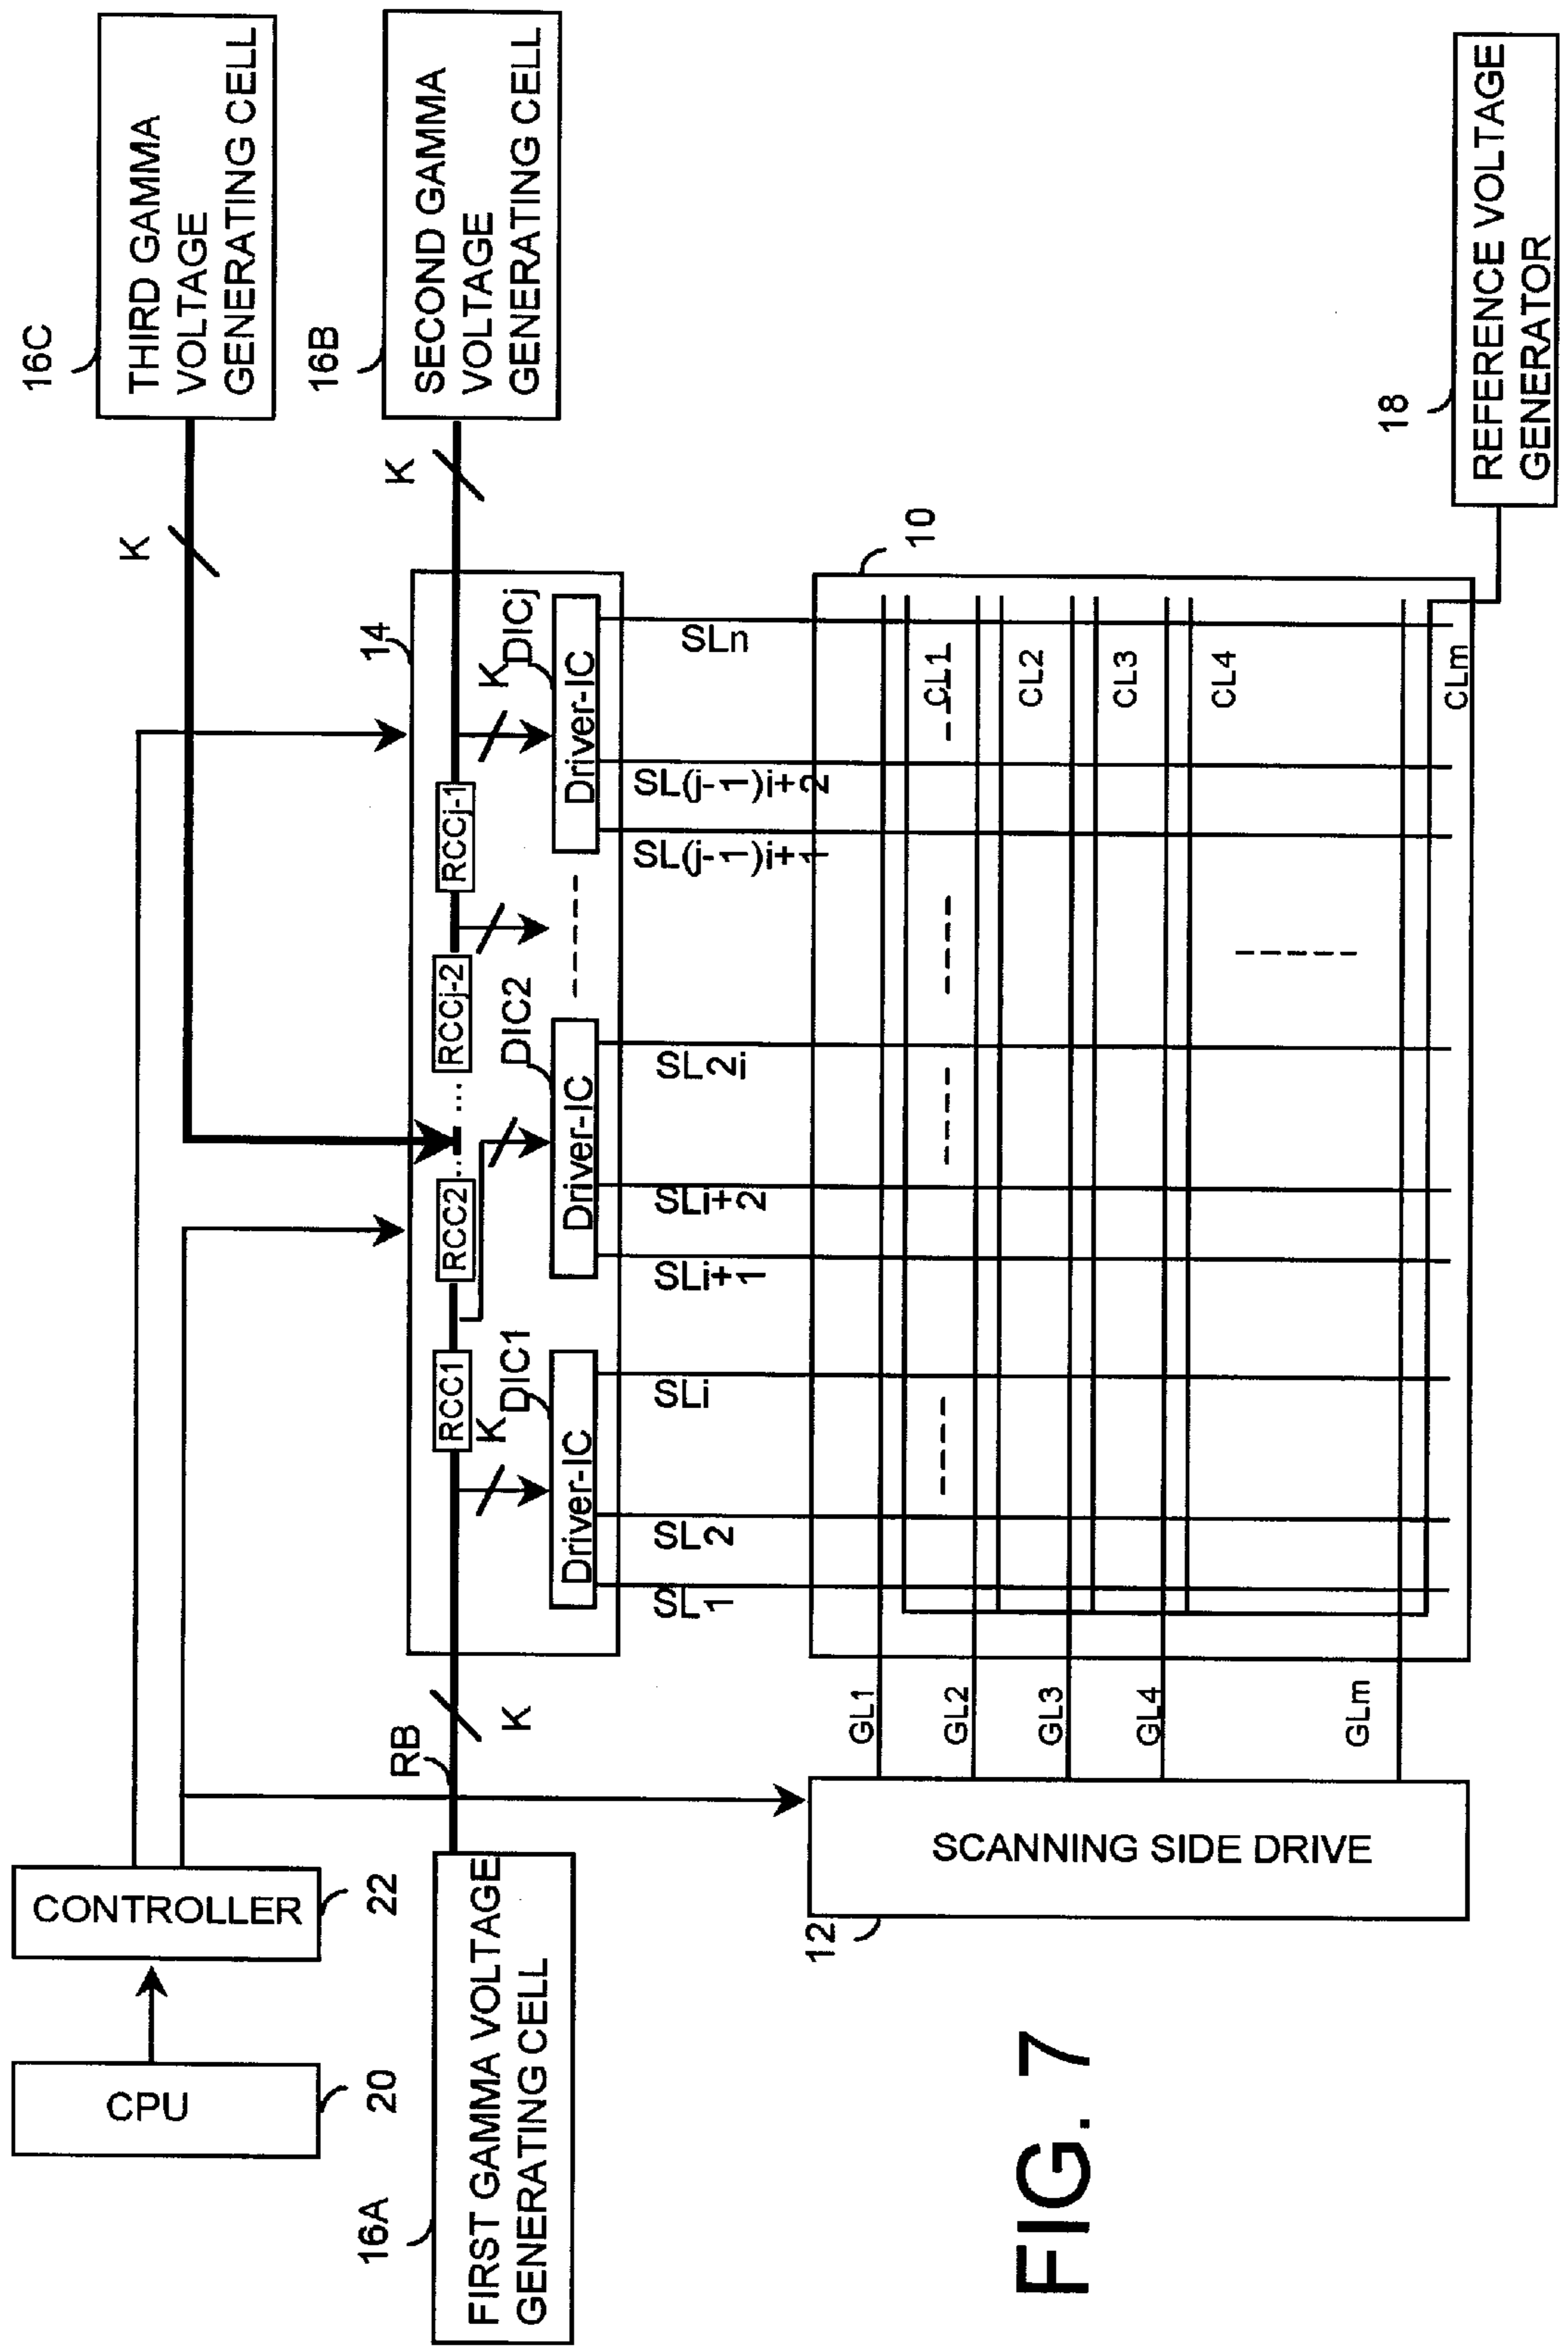 CPU
20
CONTROLLER
22
16C
THIRD GAMMA
VOLTAGE
GENERATING CELL
K
16B
SECOND GAMMA
VOLTAGE
GENERATING CELL
K
16A
FIRST GAMMA VOLTAGE
GENERATING CELL
RB
K
14
RCC1
RCC2
..
...
RCCj-2
RCCj-1
K
DIC1
DIC2
K
DICj
Driver-IC
Driver-IC
Driver-IC
SL1
SL2
SLi
SLi+1
SLi+2
SL2i
SL(j-1)i+1
SL(j-1)i+2
SLn
10
12
SCANNING SIDE DRIVE
GL1
GL2
GL3
GL4
GLm
CL1
CL2
CL3
CL4
CLm
18
REFERENCE VOLTAGE
GENERATOR
FIG. 7